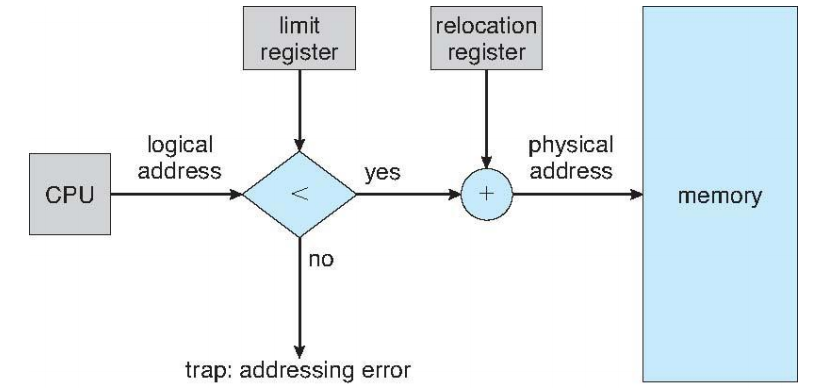 limit
register
relocation
register
logical
address
physical
address
CPU
<
yes
+
memory
no
trap: addressing error